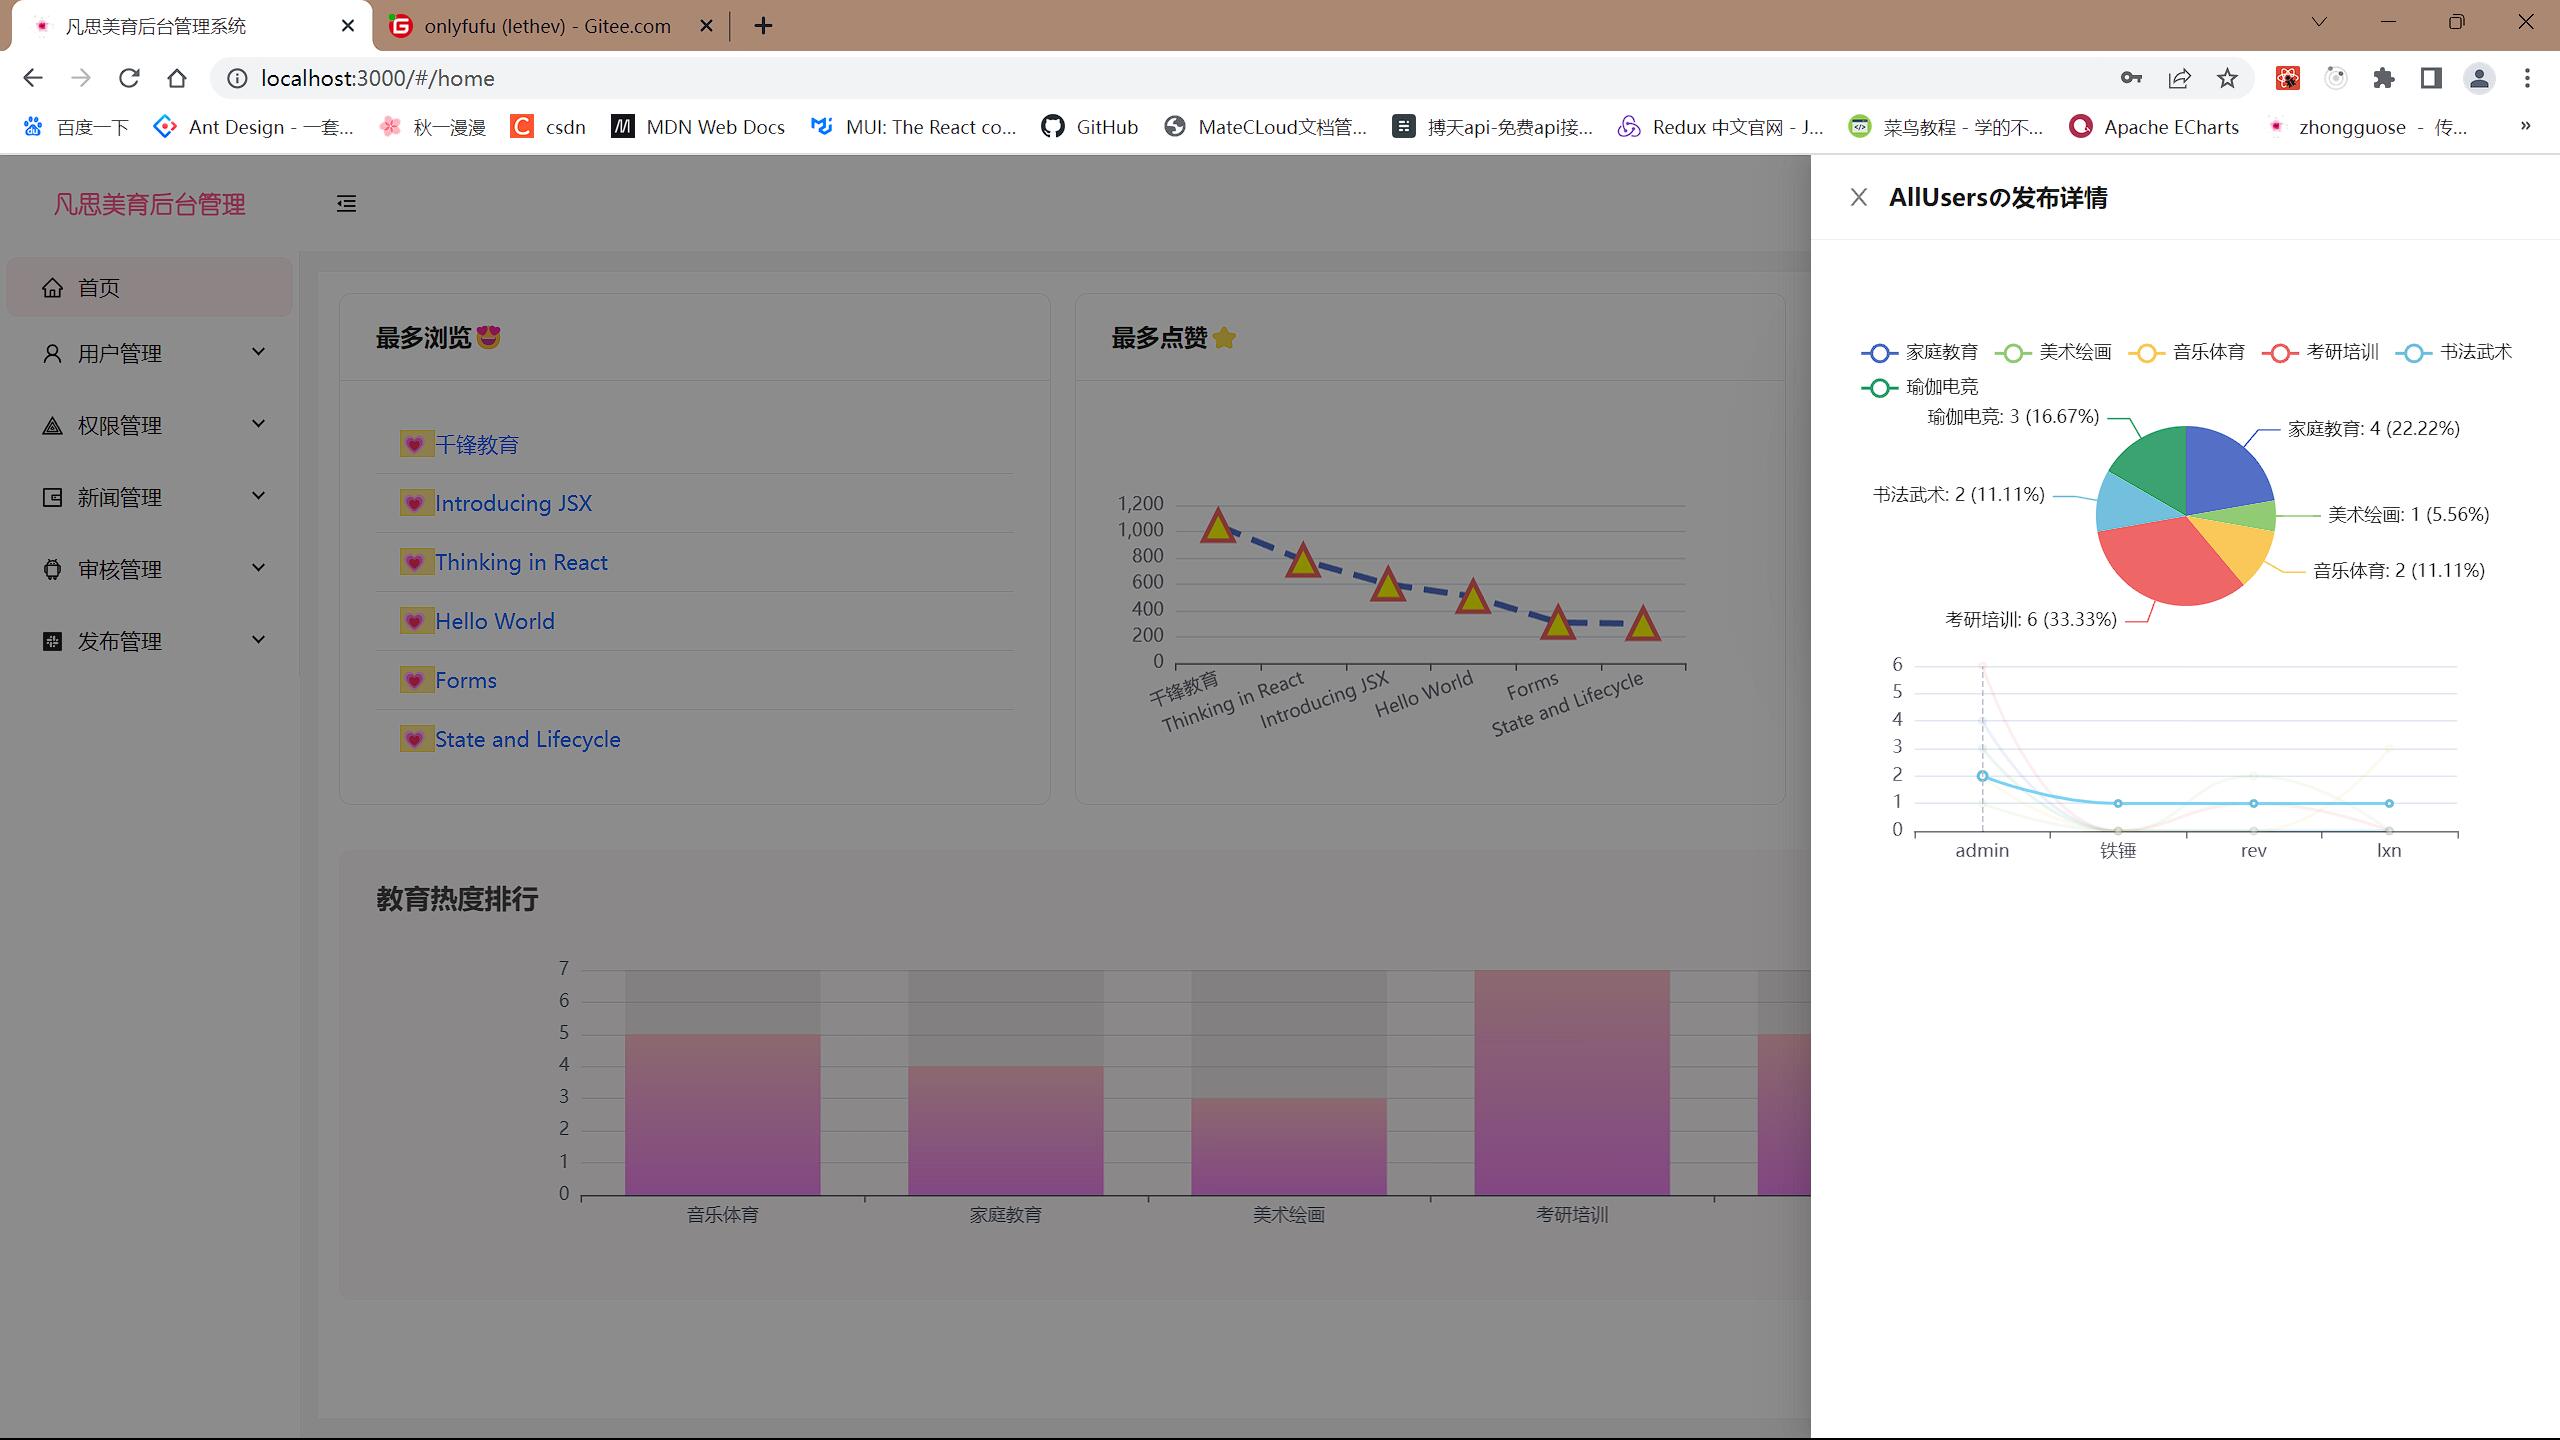 凡思美育后台管理系统
onlyfufu (lethev) - Gitee.com
localhost:3000/#/home
百度一下
Ant Design - 一套...
秋一漫漫
csdn
MDN Web Docs
MUI: The React co...
GitHub
MateCLoud文档管...
博天api-免费api接...
Redux 中文官网 - J...
菜鸟教程 - 学的不...
Apache ECharts
zhongguose - 传...
»
凡思美育后台管理
首页
用户管理
权限管理
新闻管理
审核管理
发布管理
最多浏览😍
千锋教育
Introducing JSX
Thinking in React
Hello World
Forms
State and Lifecycle
最多点赞⭐
1,200
1,000
800
600
400
200
0
千锋教育
Thinking in React
Introducing JSX
Hello World
Forms
State and Lifecycle
教育热度排行
7
6
5
4
3
2
1
0
音乐体育
家庭教育
美术绘画
考研培训
AllUsersの发布详情
家庭教育
美术绘画
音乐体育
考研培训
书法武术
瑜伽电竞
瑜伽电竞: 3 (16.67%)
家庭教育: 4 (22.22%)
书法武术: 2 (11.11%)
美术绘画: 1 (5.56%)
音乐体育: 2 (11.11%)
考研培训: 6 (33.33%)
6
5
4
3
2
1
0
admin
铁锤
rev
lxn